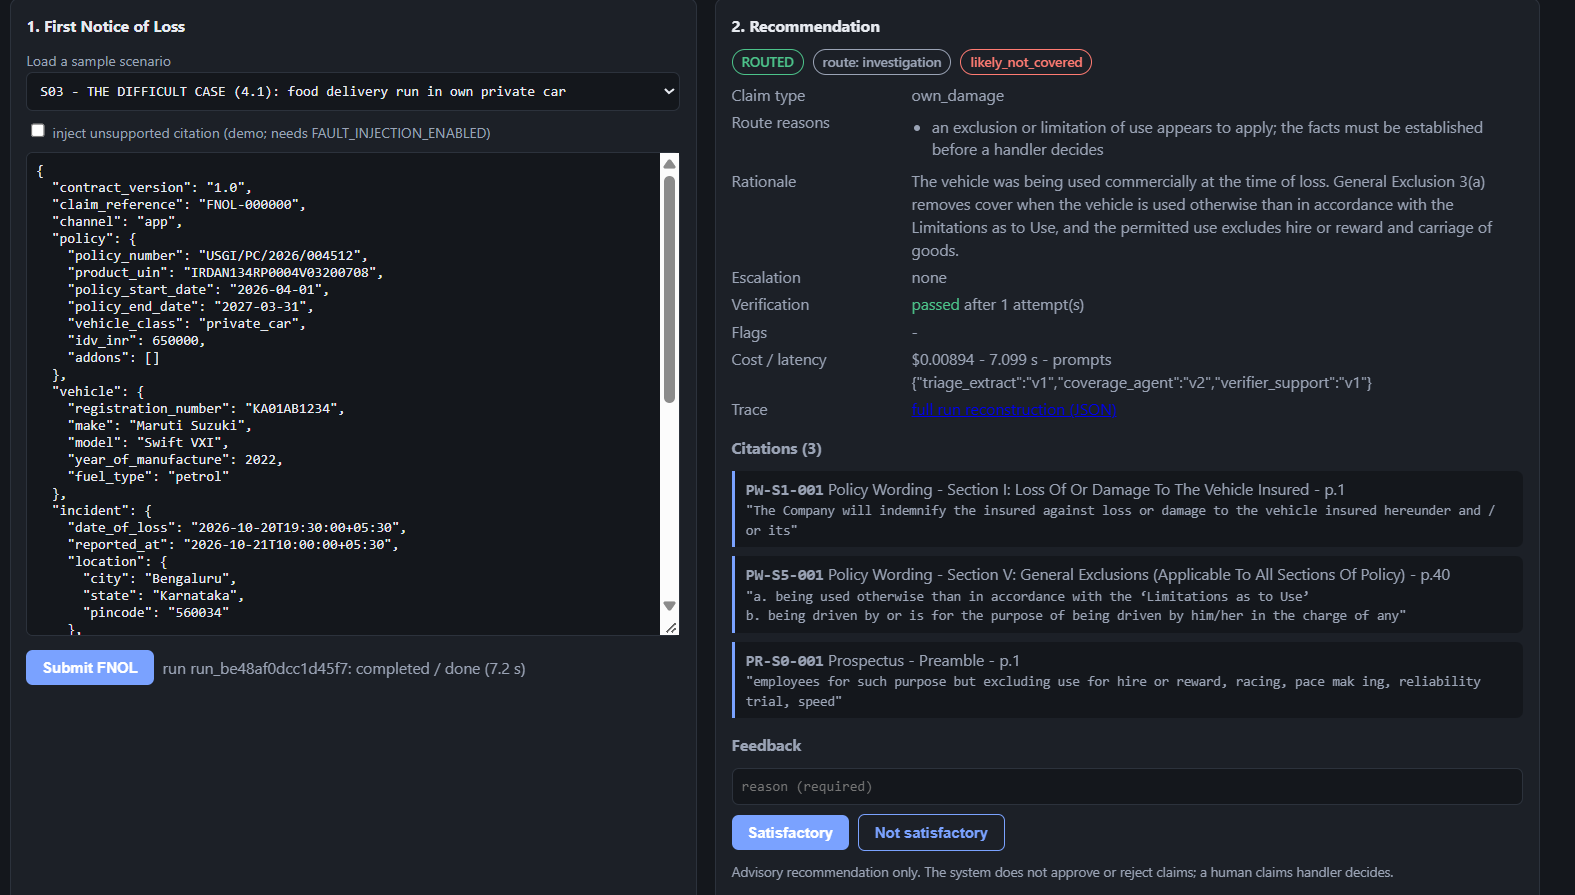 1. First Notice of Loss
Load a sample scenario
S03 - THE DIFFICULT CASE (4.1): food delivery run in own private car
inject unsupported citation (demo; needs FAULT_INJECTION_ENABLED)
{
"contract_version": "1.0",
"claim_reference": "FNOL-000000",
"channel": "app",
"policy": {
"policy_number": "USGI/PC/2026/004512",
"product_uin": "IRDAN134RP0004V03200708",
"policy_start_date": "2026-04-01",
"policy_end_date": "2027-03-31",
"vehicle_class": "private_car",
"idv_inr": 650000,
"addons": []
},
"vehicle": {
"registration_number": "KA01AB1234",
"make": "Maruti Suzuki",
"model": "Swift VXI",
"year_of_manufacture": 2022,
"fuel_type": "petrol"
},
"incident": {
"date_of_loss": "2026-10-20T19:30:00+05:30",
"reported_at": "2026-10-21T10:00:00+05:30",
"location": {
"city": "Bengaluru",
"state": "Karnataka",
"pincode": "560034"
},
Submit FNOL run run_be48af0dcc1d45f7: completed / done (7.2 s)
2. Recommendation
ROUTED route: investigation likely_not_covered
Claim type own_damage
Route reasons • an exclusion or limitation of use appears to apply; the facts must be established
before a handler decides
Rationale The vehicle was being used commercially at the time of loss. General Exclusion 3(a)
removes cover when the vehicle is used otherwise than in accordance with the
Limitations as to Use, and the permitted use excludes hire or reward and carriage of
goods.
Escalation none
Verification passed after 1 attempt(s)
Flags -
Cost / latency $0.00894 - 7.099 s - prompts
{"triage_extract":"v1","coverage_agent":"v2","verifier_support":"v1"}
Trace full run reconstruction (JSON)
Citations (3)
PW-S1-001 Policy Wording - Section I: Loss Of Or Damage To The Vehicle Insured - p.1
"The Company will indemnify the insured against loss or damage to the vehicle insured hereunder and /
or its"
PW-S5-001 Policy Wording - Section V: General Exclusions (Applicable To All Sections Of Policy) - p.40
"a. being used otherwise than in accordance with the ‘Limitations as to Use’
b. being driven by or is for the purpose of being driven by him/her in the charge of any"
PR-S0-001 Prospectus - Preamble - p.1
"employees for such purpose but excluding use for hire or reward, racing, pace mak ing, reliability
trial, speed"
Feedback
reason (required)
Satisfactory Not satisfactory
Advisory recommendation only. The system does not approve or reject claims; a human claims handler decides.